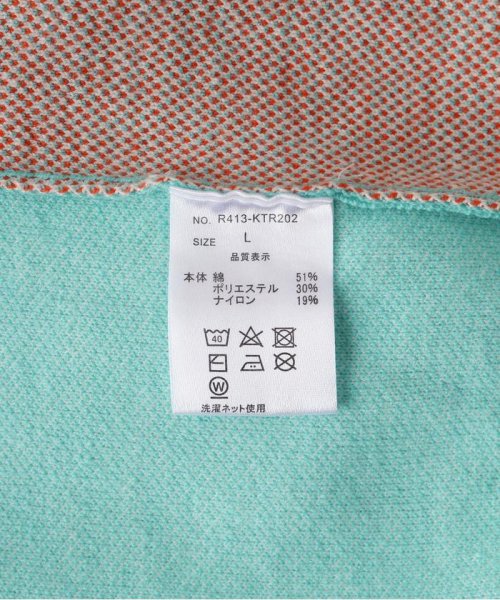 NO. R413-KTR202
SIZE L
品質表示
本体 綿 51%
ポリエステル 30%
ナイロン 19%
40
W
洗濯ネット使用